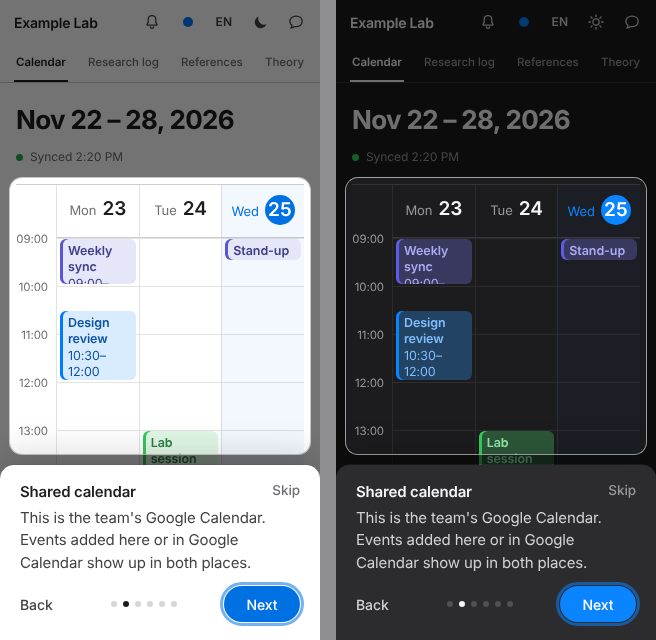 Example Lab EN
Calendar Research log References Theory
Nov 22 – 28, 2026
Synced 2:20 PM
Mon 23 Tue 24 Wed 25
09:00
Weekly sync
09:00–
Stand-up
10:00
Design review
10:30–
12:00
11:00
12:00
13:00
Lab session
Shared calendar Skip
This is the team's Google Calendar.
Events added here or in Google
Calendar show up in both places.
Back Next
Example Lab EN
Calendar Research log References Theory
Nov 22 – 28, 2026
Synced 2:20 PM
Mon 23 Tue 24 Wed 25
09:00
Weekly sync
09:00–
Stand-up
10:00
Design review
10:30–
12:00
11:00
12:00
13:00
Lab session
Shared calendar Skip
This is the team's Google Calendar.
Events added here or in Google
Calendar show up in both places.
Back Next